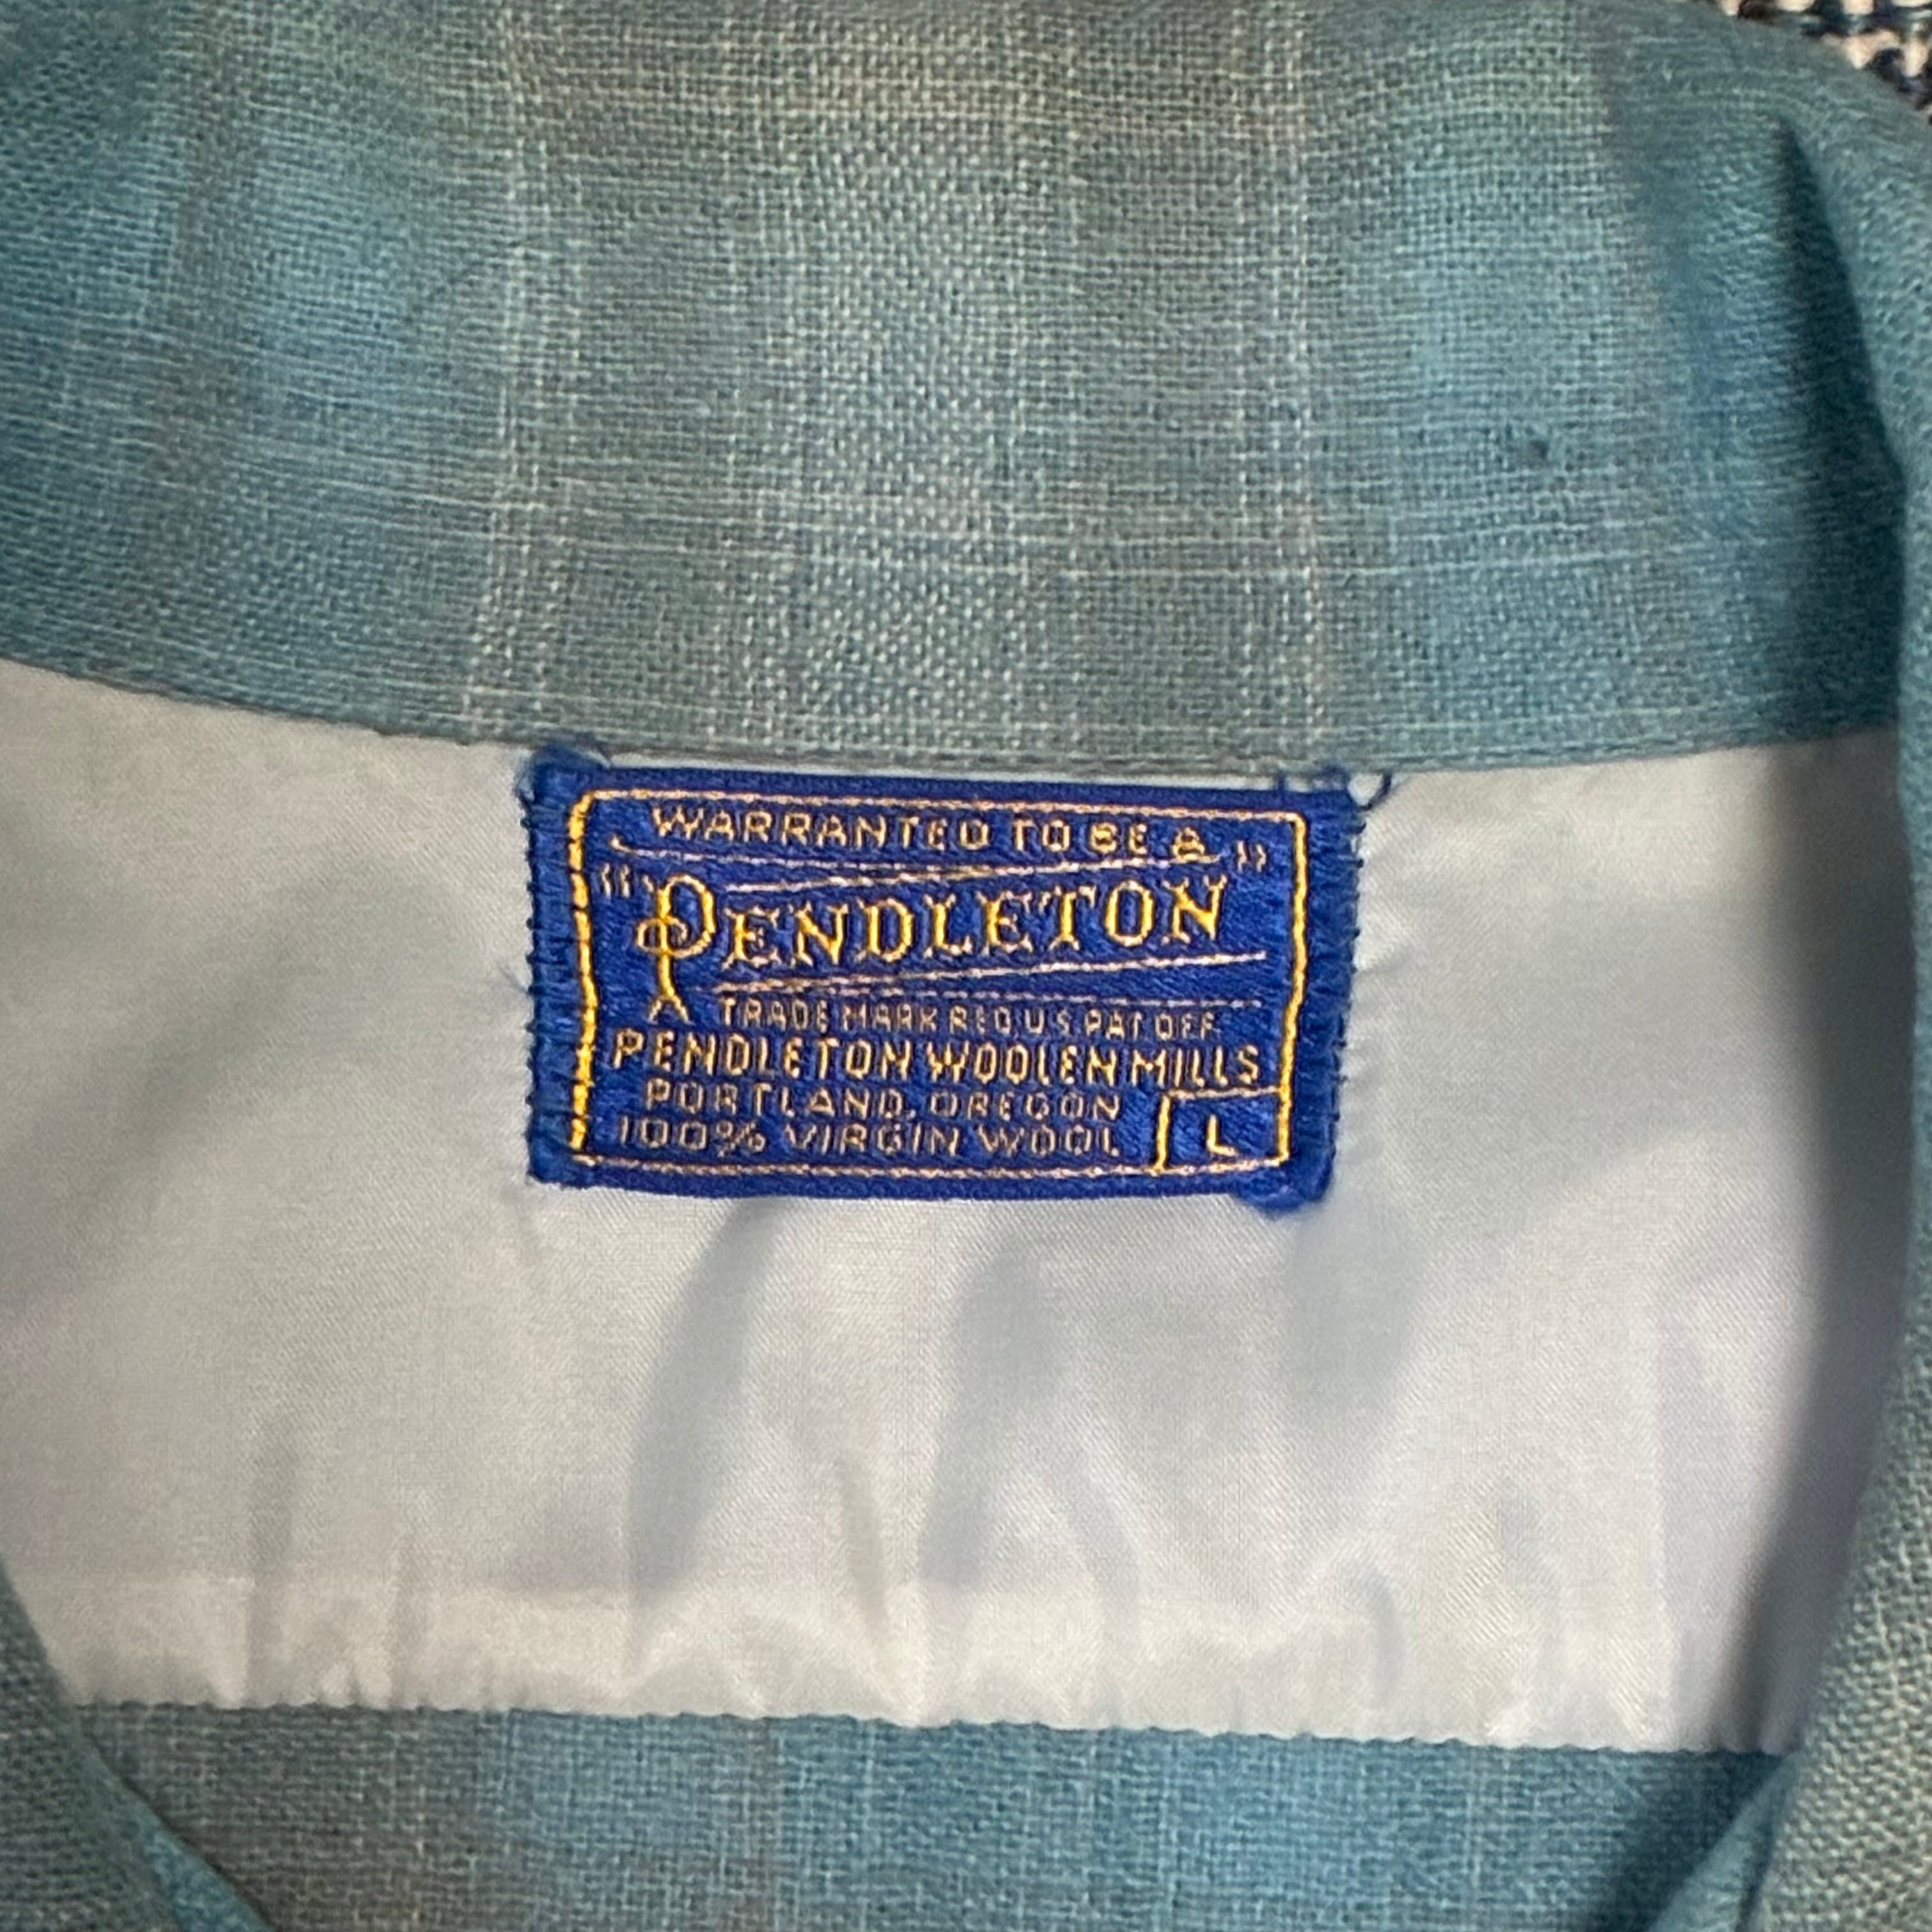 WARRANTED TO BE A
"PENDLETON"
TRADE MARK REG U.S. PAT OFF.
PENDLETON WOOLEN MILLS
PORTLAND, OREGON
100% VIRGIN WOOL
L